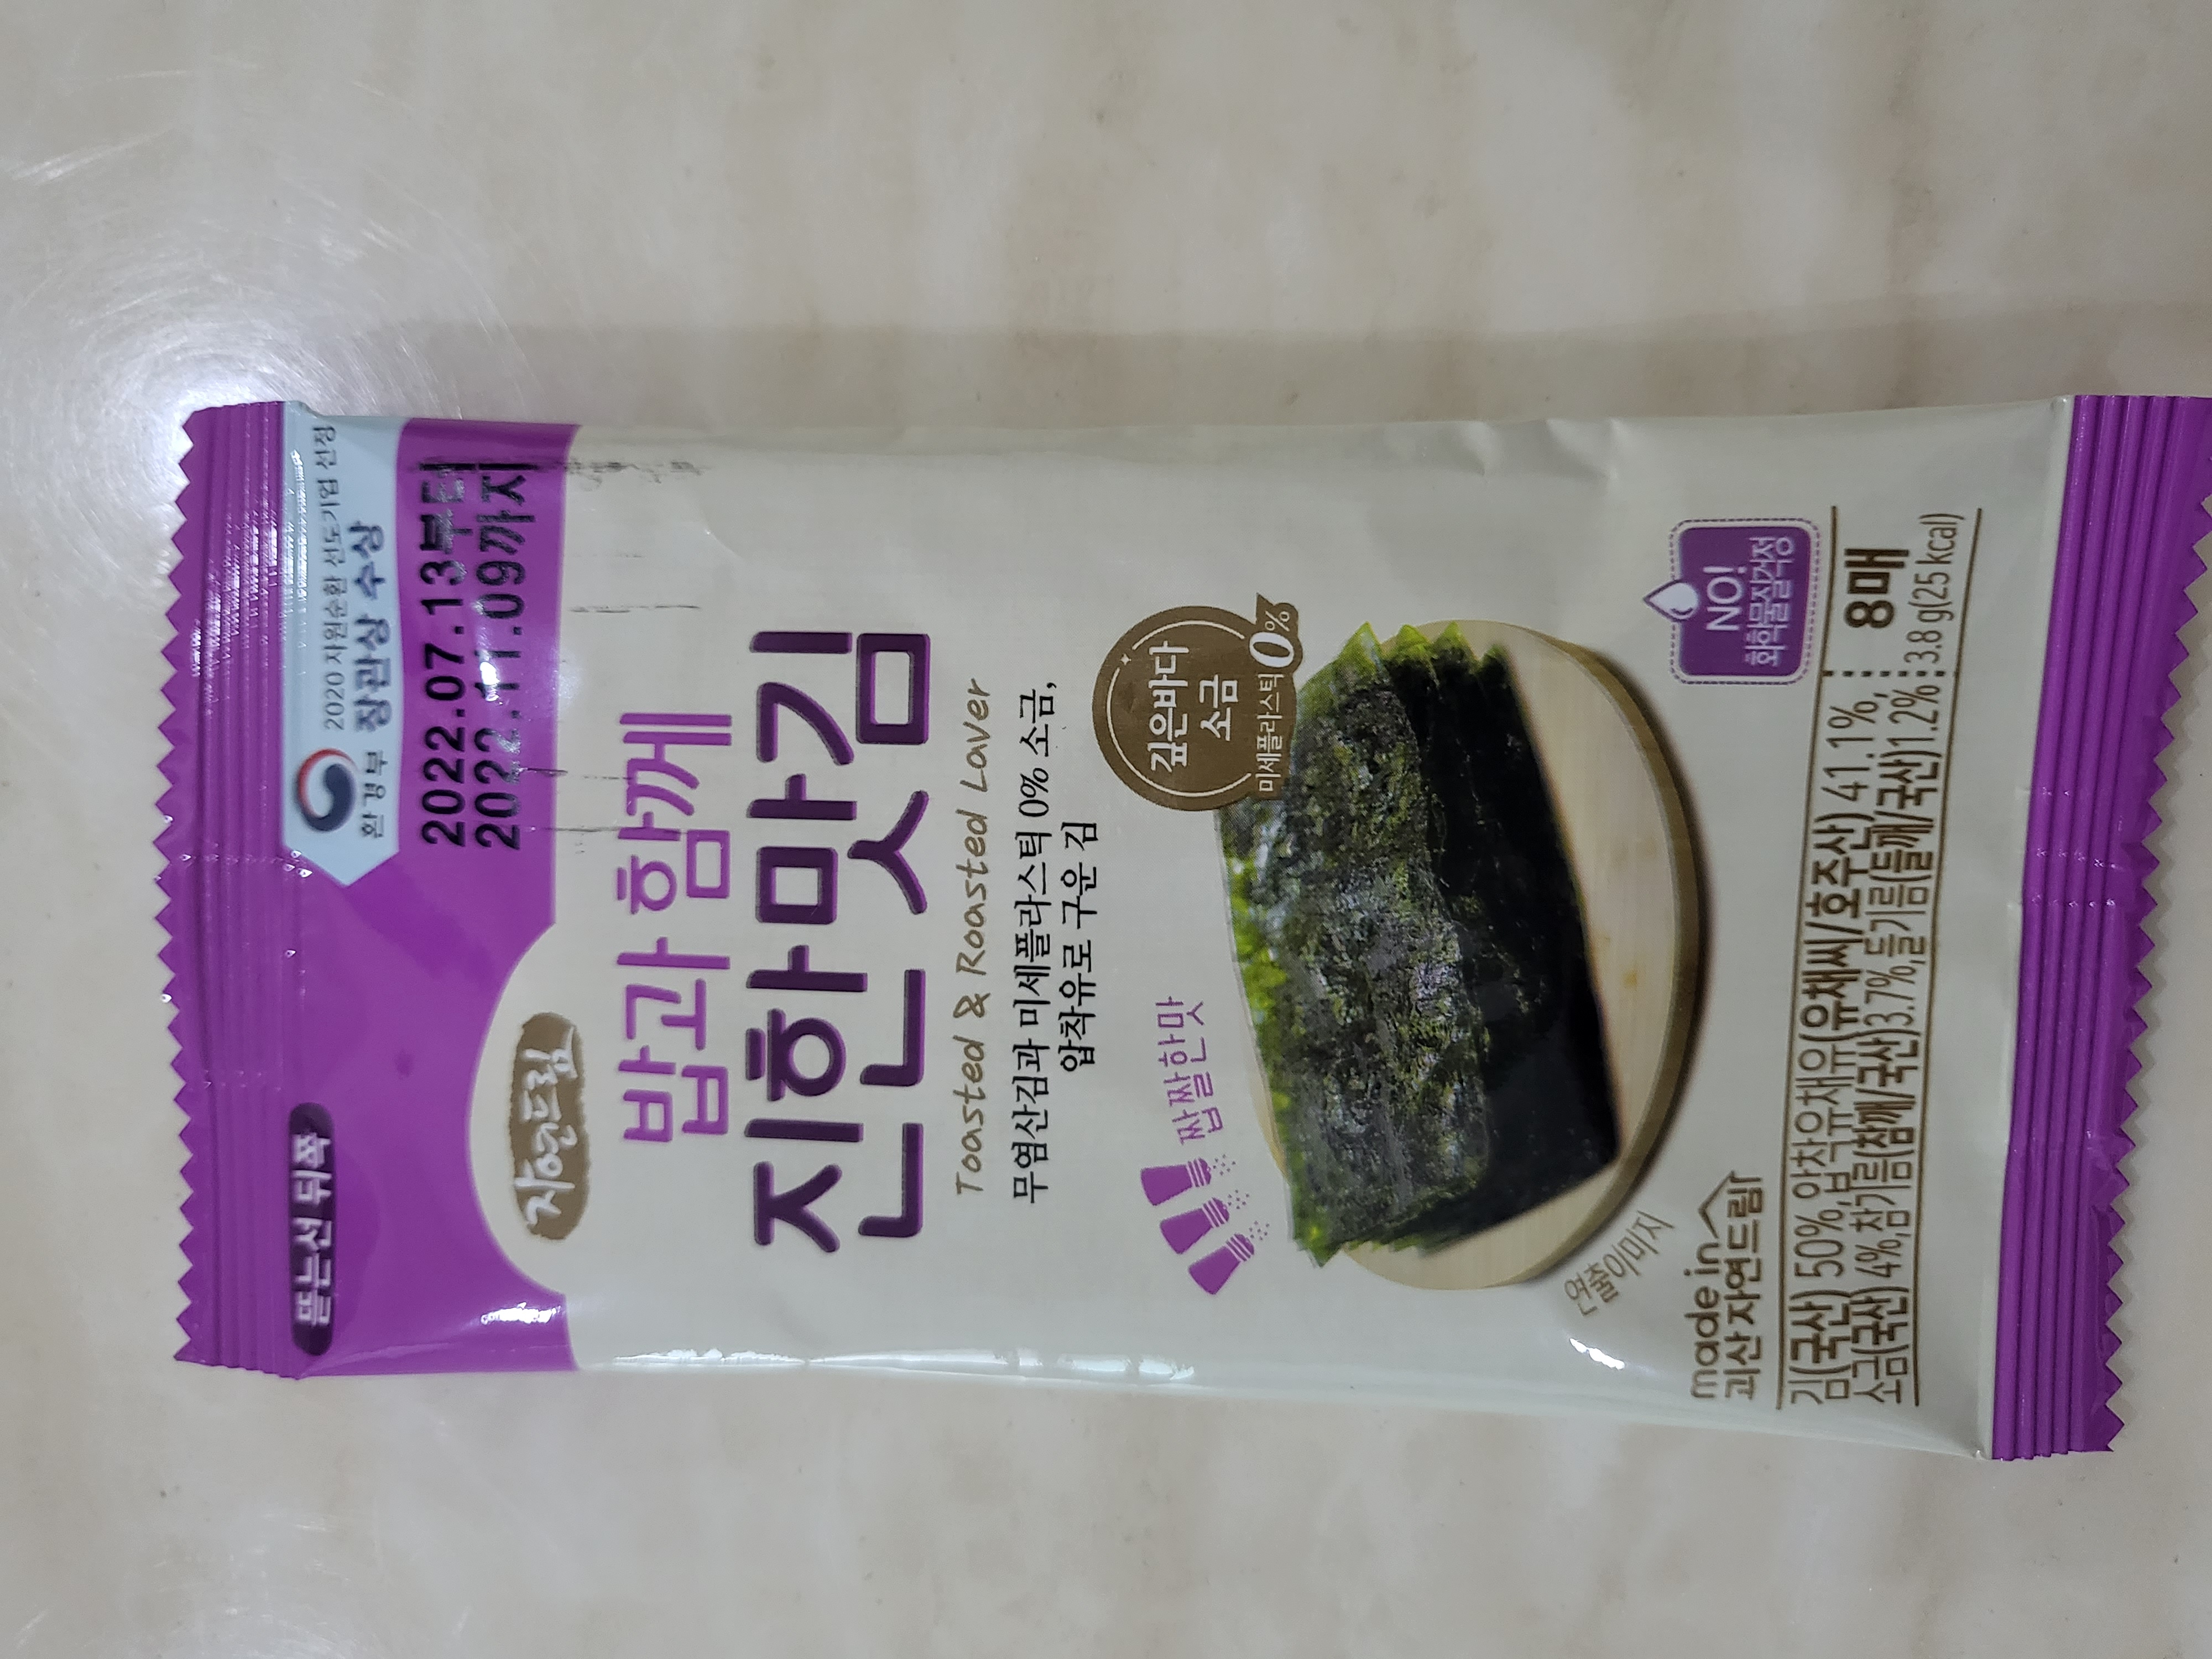 뜯는선 뒤쪽
환경부
2020 자원순환 선도기업 선정
장관상 수상
2022.07.13부터
2022.11.09까지
자연드림
밥과 함께
진한맛김
Toasted & Roasted Laver
무염산김과 미세플라스틱 0% 소금,
압착유로 구운 김
짭짤한맛
깊은바다
소금
미세플라스틱 0%
연출이미지
NO!
화학물질걱정
made in
괴산자연드림
김(국산) 50%,압착유채유(유채씨/호주산) 41.1%,
소금(국산) 4%,참기름(참깨/국산)3.7%,들기름(들깨/국산)1.2%
8매
3.8 g(25 kcal)